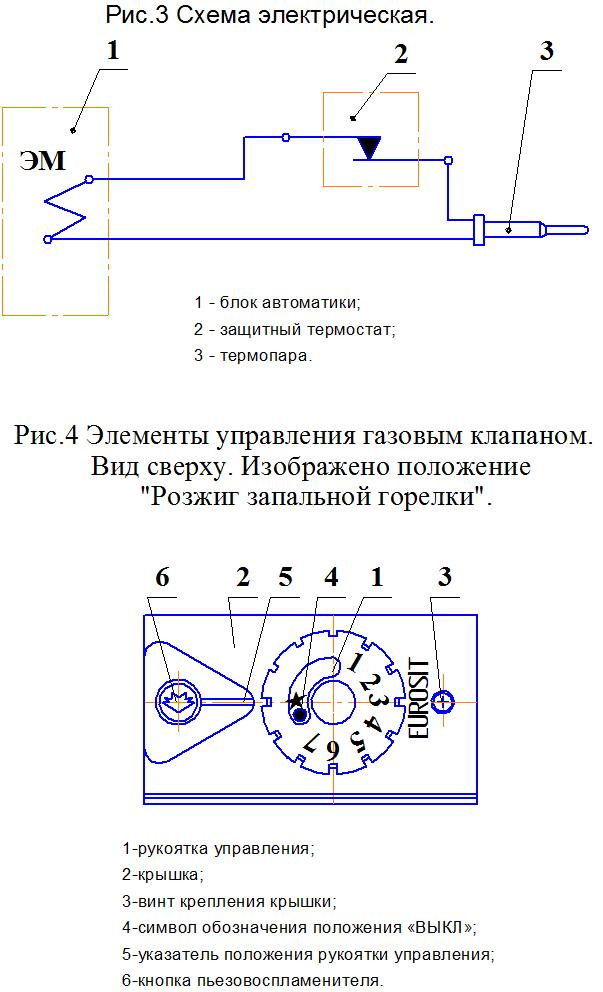 Рис.3 Схема электрическая.
1 2 3
ЭМ
1 - блок автоматики;
2 - защитный термостат;
3 - термопара.
Рис.4 Элементы управления газовым клапаном.
Вид сверху. Изображено положение
"Розжиг запальной горелки".
6 2 5 4 1 3
1 2 3 4 5 6 7
EUROSIT
1-рукоятка управления;
2-крышка;
3-винт крепления крышки;
4-символ обозначения положения «ВЫКЛ»;
5-указатель положения рукоятки управления;
6-кнопка пьезовоспламенителя.